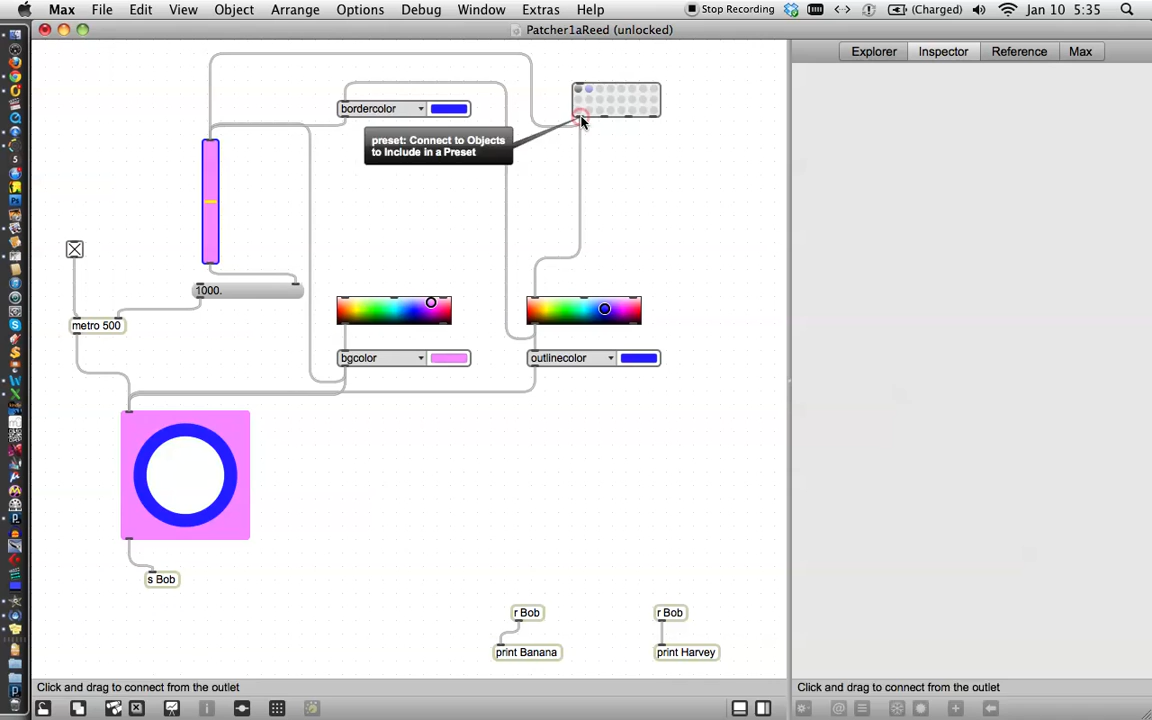 Max File Edit View Object Arrange Options Debug Window Extras Help Stop Recording (Charged) Jan 10 5:35
Patcher1aReed (unlocked)
Explorer Inspector Reference Max
bordercolor
preset: Connect to Objects
to Include in a Preset
1000.
metro 500
bgcolor
outlinecolor
s Bob
r Bob
r Bob
print Banana
print Harvey
Click and drag to connect from the outlet
Click and drag to connect from the outlet